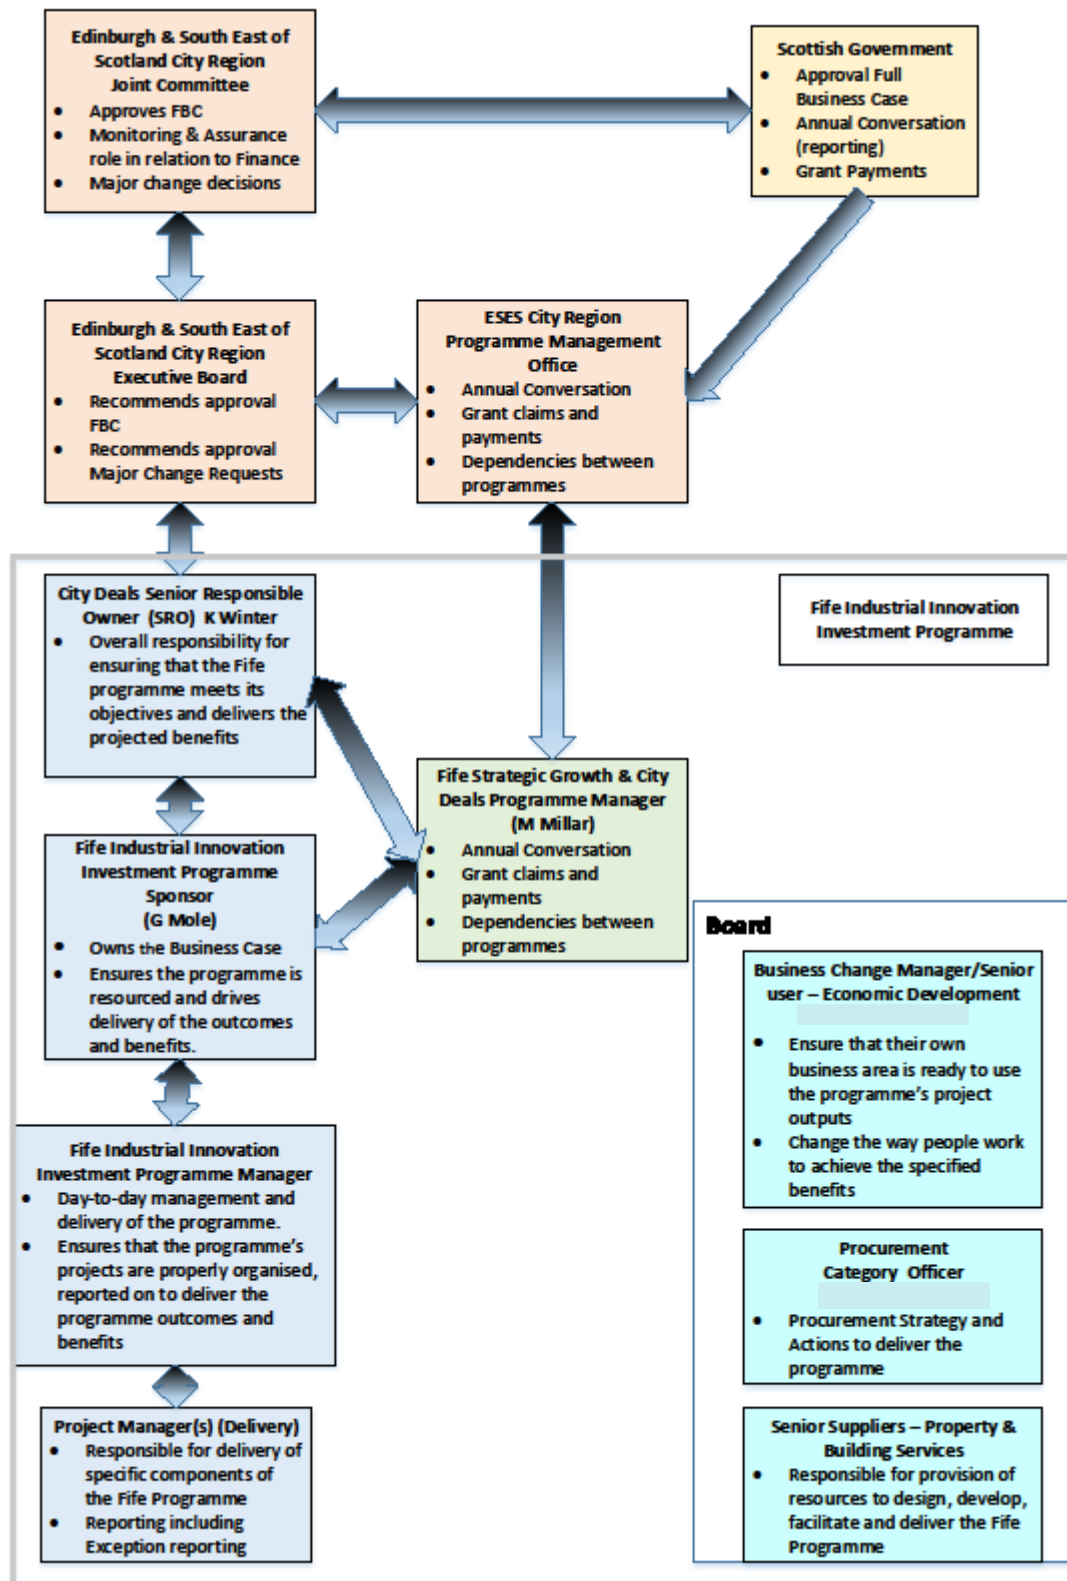 Edinburgh & South East of
Scotland City Region
Joint Committee
• Approves FBC
• Monitoring & Assurance
role in relation to Finance
• Major change decisions
Scottish Government
• Approval Full
Business Case
• Annual Conversation
(reporting)
• Grant Payments
Edinburgh & South East of
Scotland City Region
Executive Board
• Recommends approval
FBC
• Recommends approval
Major Change Requests
ESES City Region
Programme Management
Office
• Annual Conversation
• Grant claims and
payments
• Dependencies between
programmes
City Deals Senior Responsible
Owner (SRO) K Winter
• Overall responsibility for
ensuring that the Fife
programme meets its
objectives and delivers the
projected benefits
Fife Industrial Innovation
Investment Programme
Fife Strategic Growth & City
Deals Programme Manager
(M Millar)
• Annual Conversation
• Grant claims and
payments
• Dependencies between
programmes
Fife Industrial Innovation
Investment Programme
Sponsor
(G Mole)
• Owns the Business Case
• Ensures the programme is
resourced and drives
delivery of the outcomes
and benefits.
Fife Industrial Innovation
Investment Programme Manager
• Day-to-day management and
delivery of the programme.
• Ensures that the programme's
projects are properly organised,
reported on to deliver the
programme outcomes and
benefits
Project Manager(s) (Delivery)
• Responsible for delivery of
specific components of
the Fife Programme
• Reporting including
Exception reporting
Board
Business Change Manager/Senior
user – Economic Development
• Ensure that their own
business area is ready to use
the programme's project
outputs
• Change the way people work
to achieve the specified
benefits
Procurement
Category Officer
• Procurement Strategy and
Actions to deliver the
programme
Senior Suppliers – Property &
Building Services
• Responsible for provision of
resources to design, develop,
facilitate and deliver the Fife
Programme